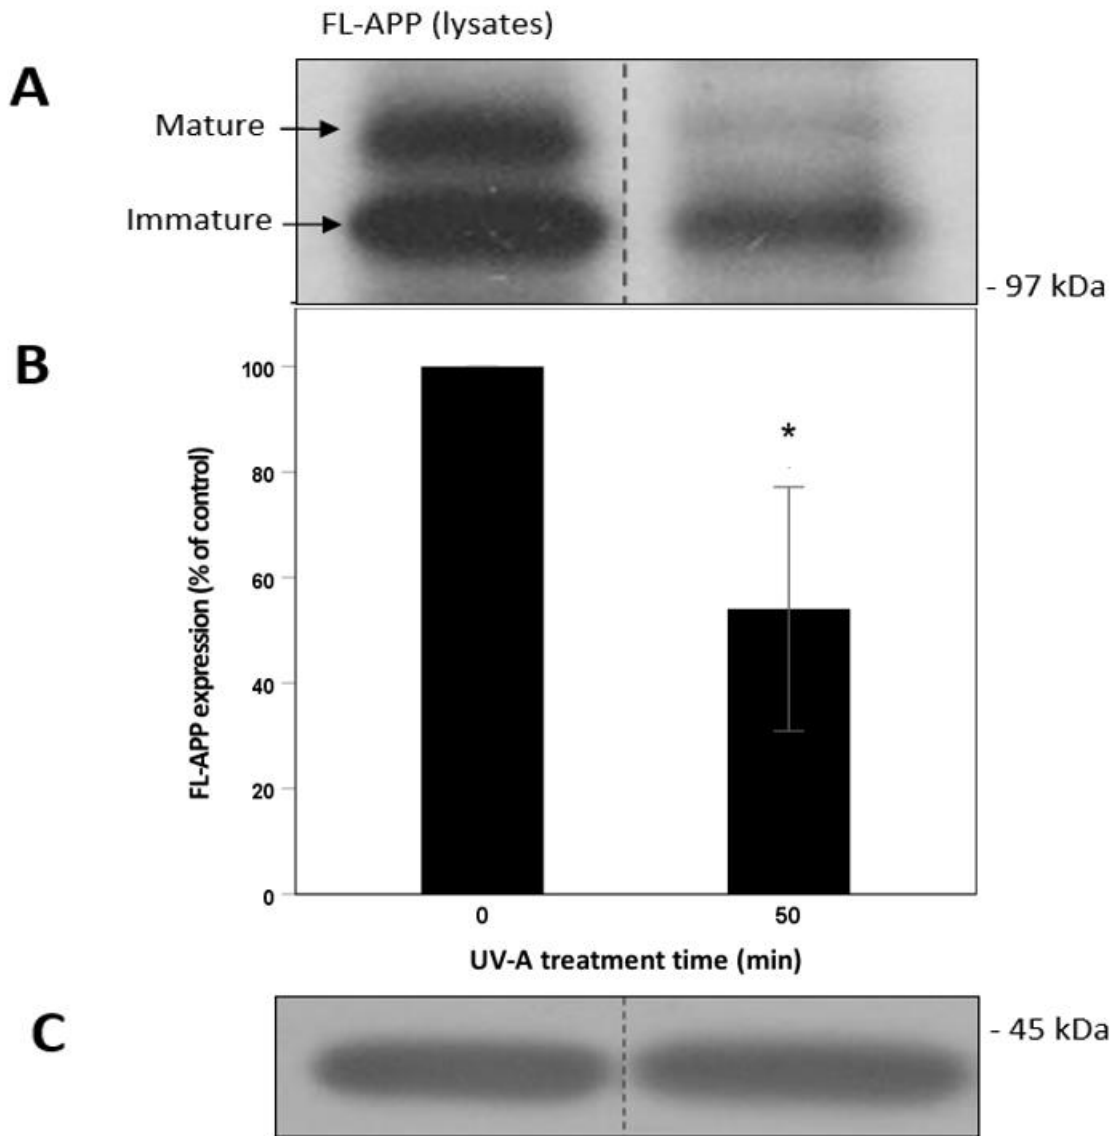 FL-APP (lysates)
A
Mature
Immature
- 97 kDa
B
100
80
60
40
20
0
*
FL-APP expression (% of control)
0 50
UV-A treatment time (min)
C
- 45 kDa